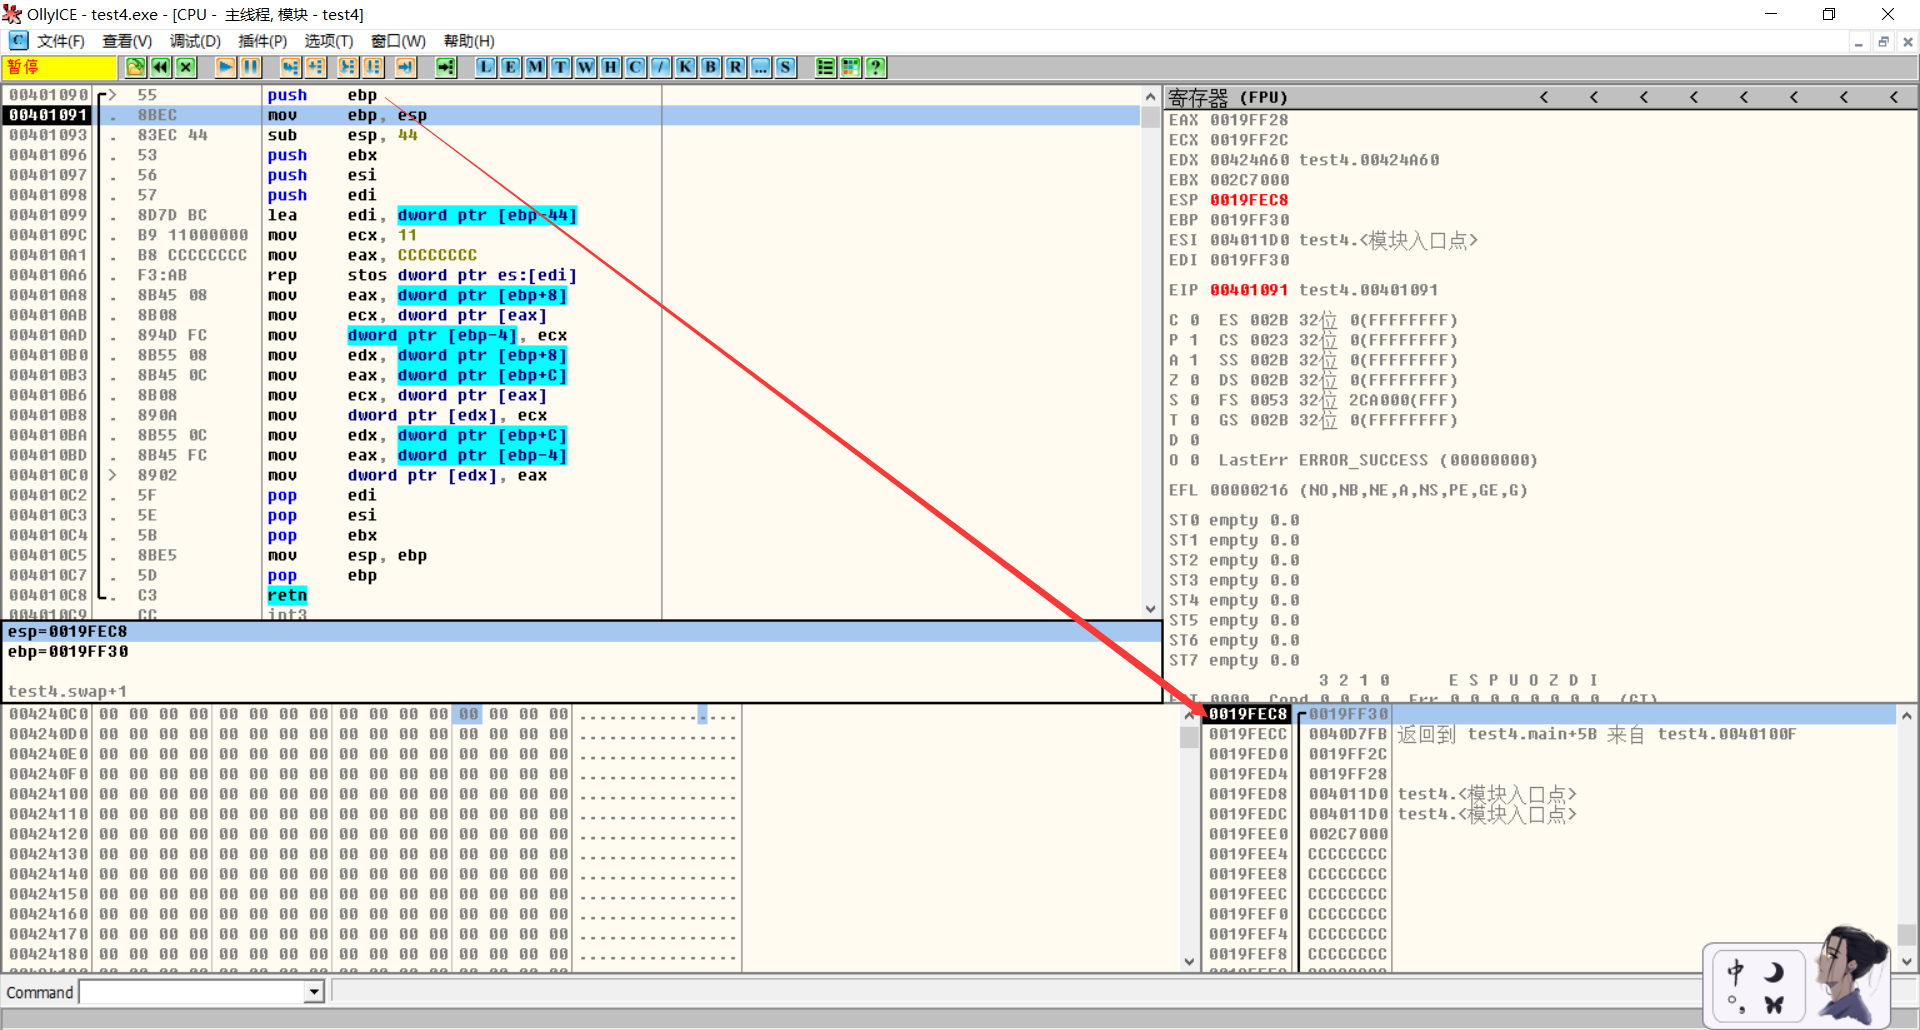 OllyICE - test4.exe - [CPU - 主线程, 模块 - test4]
C 文件(F) 查看(V) 调试(D) 插件(P) 选项(T) 窗口(W) 帮助(H)
暂停 L E M T W H C / K B R ... S ?
00401090 > 55 push ebp
00401091 . 8BEC mov ebp, esp
00401093 . 83EC 44 sub esp, 44
00401096 . 53 push ebx
00401097 . 56 push esi
00401098 . 57 push edi
00401099 . 8D7D BC lea edi, dword ptr [ebp-44]
0040109C . B9 11000000 mov ecx, 11
004010A1 . B8 CCCCCCCC mov eax, CCCCCCCC
004010A6 . F3:AB rep stos dword ptr es:[edi]
004010A8 . 8B45 08 mov eax, dword ptr [ebp+8]
004010AB . 8B08 mov ecx, dword ptr [eax]
004010AD . 894D FC mov dword ptr [ebp-4], ecx
004010B0 . 8B55 08 mov edx, dword ptr [ebp+8]
004010B3 . 8B45 0C mov eax, dword ptr [ebp+C]
004010B6 . 8B08 mov ecx, dword ptr [eax]
004010B8 . 890A mov dword ptr [edx], ecx
004010BA . 8B55 0C mov edx, dword ptr [ebp+C]
004010BD . 8B45 FC mov eax, dword ptr [ebp-4]
004010C0 > 8902 mov dword ptr [edx], eax
004010C2 . 5F pop edi
004010C3 . 5E pop esi
004010C4 . 5B pop ebx
004010C5 . 8BE5 mov esp, ebp
004010C7 . 5D pop ebp
004010C8 . C3 retn
004010C9 CC int3
esp=0019FEC8
ebp=0019FF30
test4.swap+1
寄存器 (FPU) < < < < < < < <
EAX 0019FF28
ECX 0019FF2C
EDX 00424A60 test4.00424A60
EBX 002C7000
ESP 0019FEC8
EBP 0019FF30
ESI 004011D0 test4.<模块入口点>
EDI 0019FF30
EIP 00401091 test4.00401091
C 0 ES 002B 32位 0(FFFFFFFF)
P 1 CS 0023 32位 0(FFFFFFFF)
A 1 SS 002B 32位 0(FFFFFFFF)
Z 0 DS 002B 32位 0(FFFFFFFF)
S 0 FS 0053 32位 2CA000(FFF)
T 0 GS 002B 32位 0(FFFFFFFF)
D 0
O 0 LastErr ERROR_SUCCESS (00000000)
EFL 00000216 (NO,NB,NE,A,NS,PE,GE,G)
ST0 empty 0.0
ST1 empty 0.0
ST2 empty 0.0
ST3 empty 0.0
ST4 empty 0.0
ST5 empty 0.0
ST6 empty 0.0
ST7 empty 0.0
3 2 1 0 E S P U O Z D I
0000 Cond 0 0 0 0 Err 0 0 0 0 0 0 0 0 (GT)
004240C0 00 00 00 00 00 00 00 00 00 00 00 00 00 00 00 00 ................
004240D0 00 00 00 00 00 00 00 00 00 00 00 00 00 00 00 00 ................
004240E0 00 00 00 00 00 00 00 00 00 00 00 00 00 00 00 00 ................
004240F0 00 00 00 00 00 00 00 00 00 00 00 00 00 00 00 00 ................
00424100 00 00 00 00 00 00 00 00 00 00 00 00 00 00 00 00 ................
00424110 00 00 00 00 00 00 00 00 00 00 00 00 00 00 00 00 ................
00424120 00 00 00 00 00 00 00 00 00 00 00 00 00 00 00 00 ................
00424130 00 00 00 00 00 00 00 00 00 00 00 00 00 00 00 00 ................
00424140 00 00 00 00 00 00 00 00 00 00 00 00 00 00 00 00 ................
00424150 00 00 00 00 00 00 00 00 00 00 00 00 00 00 00 00 ................
00424160 00 00 00 00 00 00 00 00 00 00 00 00 00 00 00 00 ................
00424170 00 00 00 00 00 00 00 00 00 00 00 00 00 00 00 00 ................
00424180 00 00 00 00 00 00 00 00 00 00 00 00 00 00 00 00 ................
0019FEC8 0019FF30
0019FECC 0040D7FB 返回到 test4.main+5B 来自 test4.0040100F
0019FED0 0019FF2C
0019FED4 0019FF28
0019FED8 004011D0 test4.<模块入口点>
0019FEDC 004011D0 test4.<模块入口点>
0019FEE0 002C7000
0019FEE4 CCCCCCCC
0019FEE8 CCCCCCCC
0019FEEC CCCCCCCC
0019FEF0 CCCCCCCC
0019FEF4 CCCCCCCC
0019FEF8 CCCCCCCC
Command
中
°,